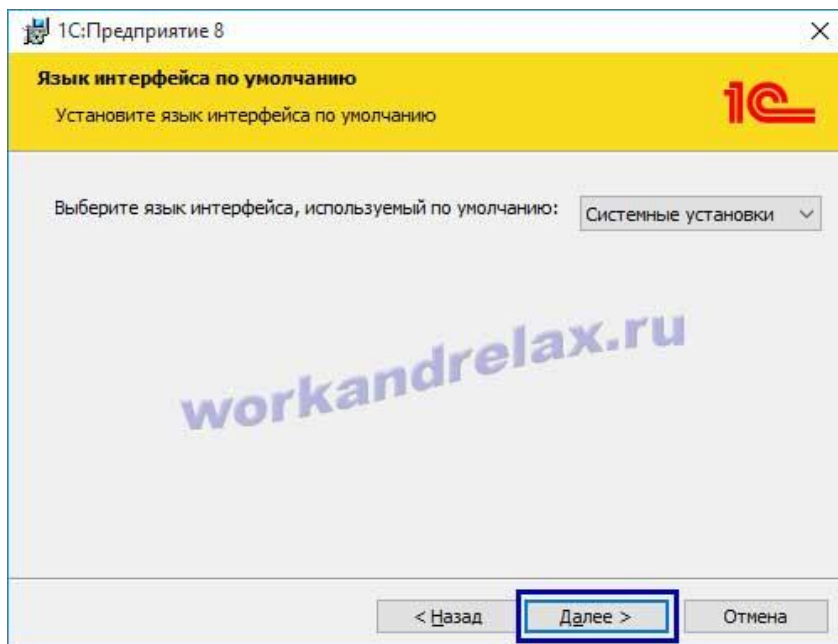 1С:Предприятие 8
Язык интерфейса по умолчанию
Установите язык интерфейса по умолчанию
1С
Выберите язык интерфейса, используемый по умолчанию: Системные установки
workandrelax.ru
< Назад Далее > Отмена